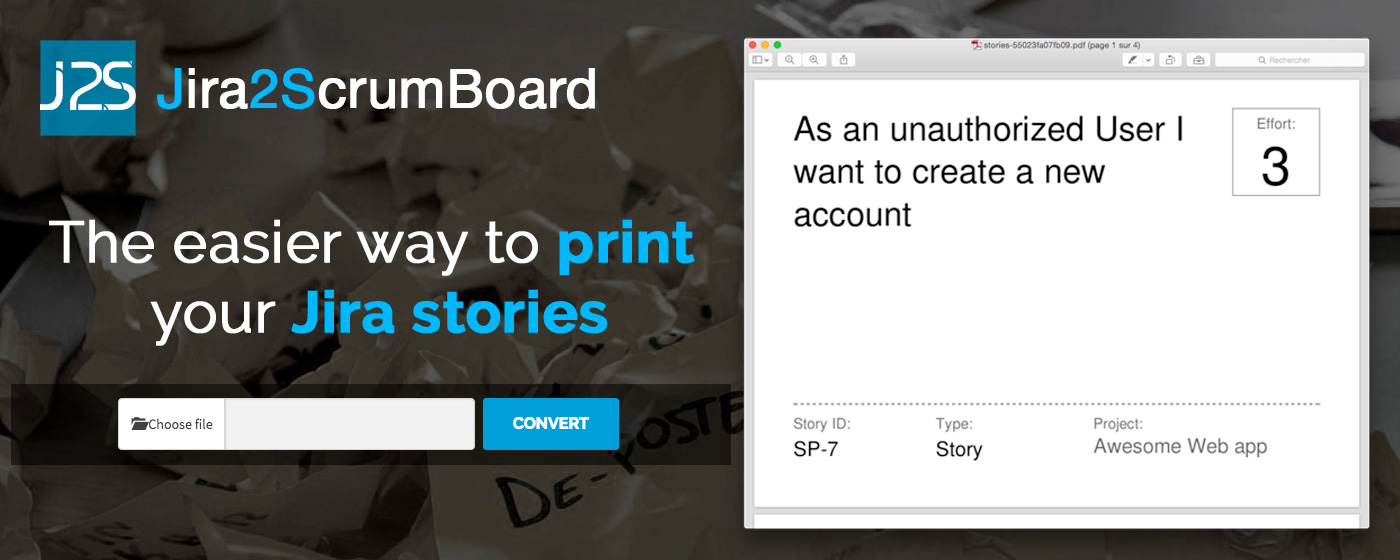 J2S
Jira2ScrumBoard
The easier way to print
your Jira stories
Choose file
CONVERT
DE-POSTE
stories-55023fa07fb09.pdf (page 1 sur 4)
Rechercher
As an unauthorized User I
want to create a new
account
Effort:
3
Story ID:
Type:
Project:
SP-7
Story
Awesome Web app